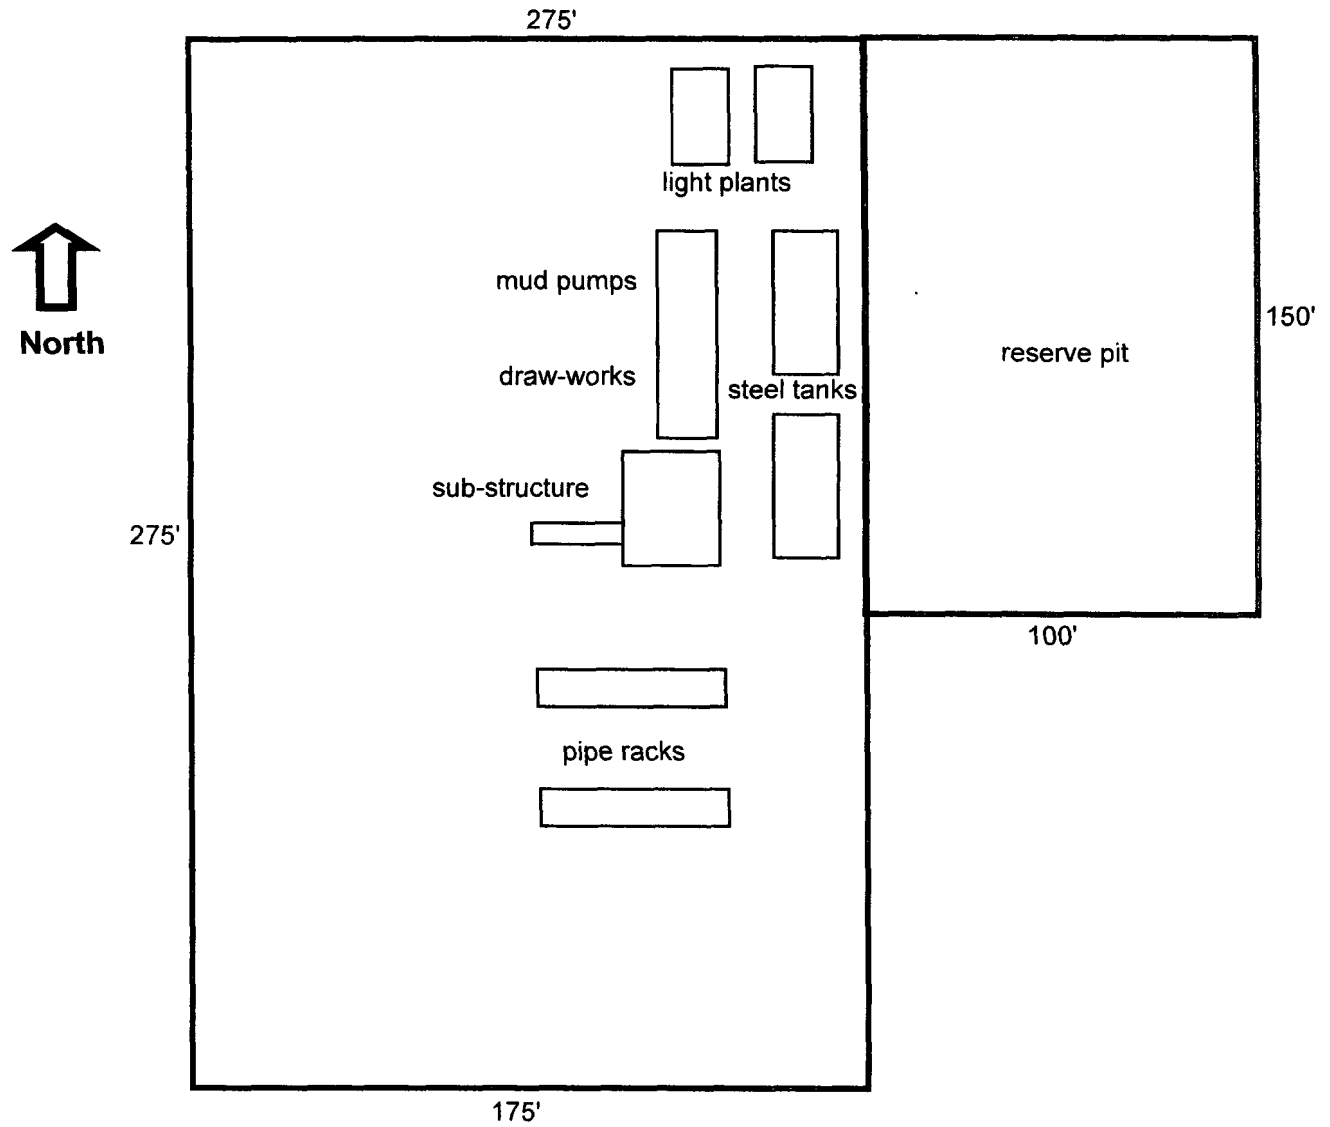 275'
light plants
mud pumps
150'
North
reserve pit
draw-works
steel tanks
sub-structure
275'
100'
pipe racks
175'